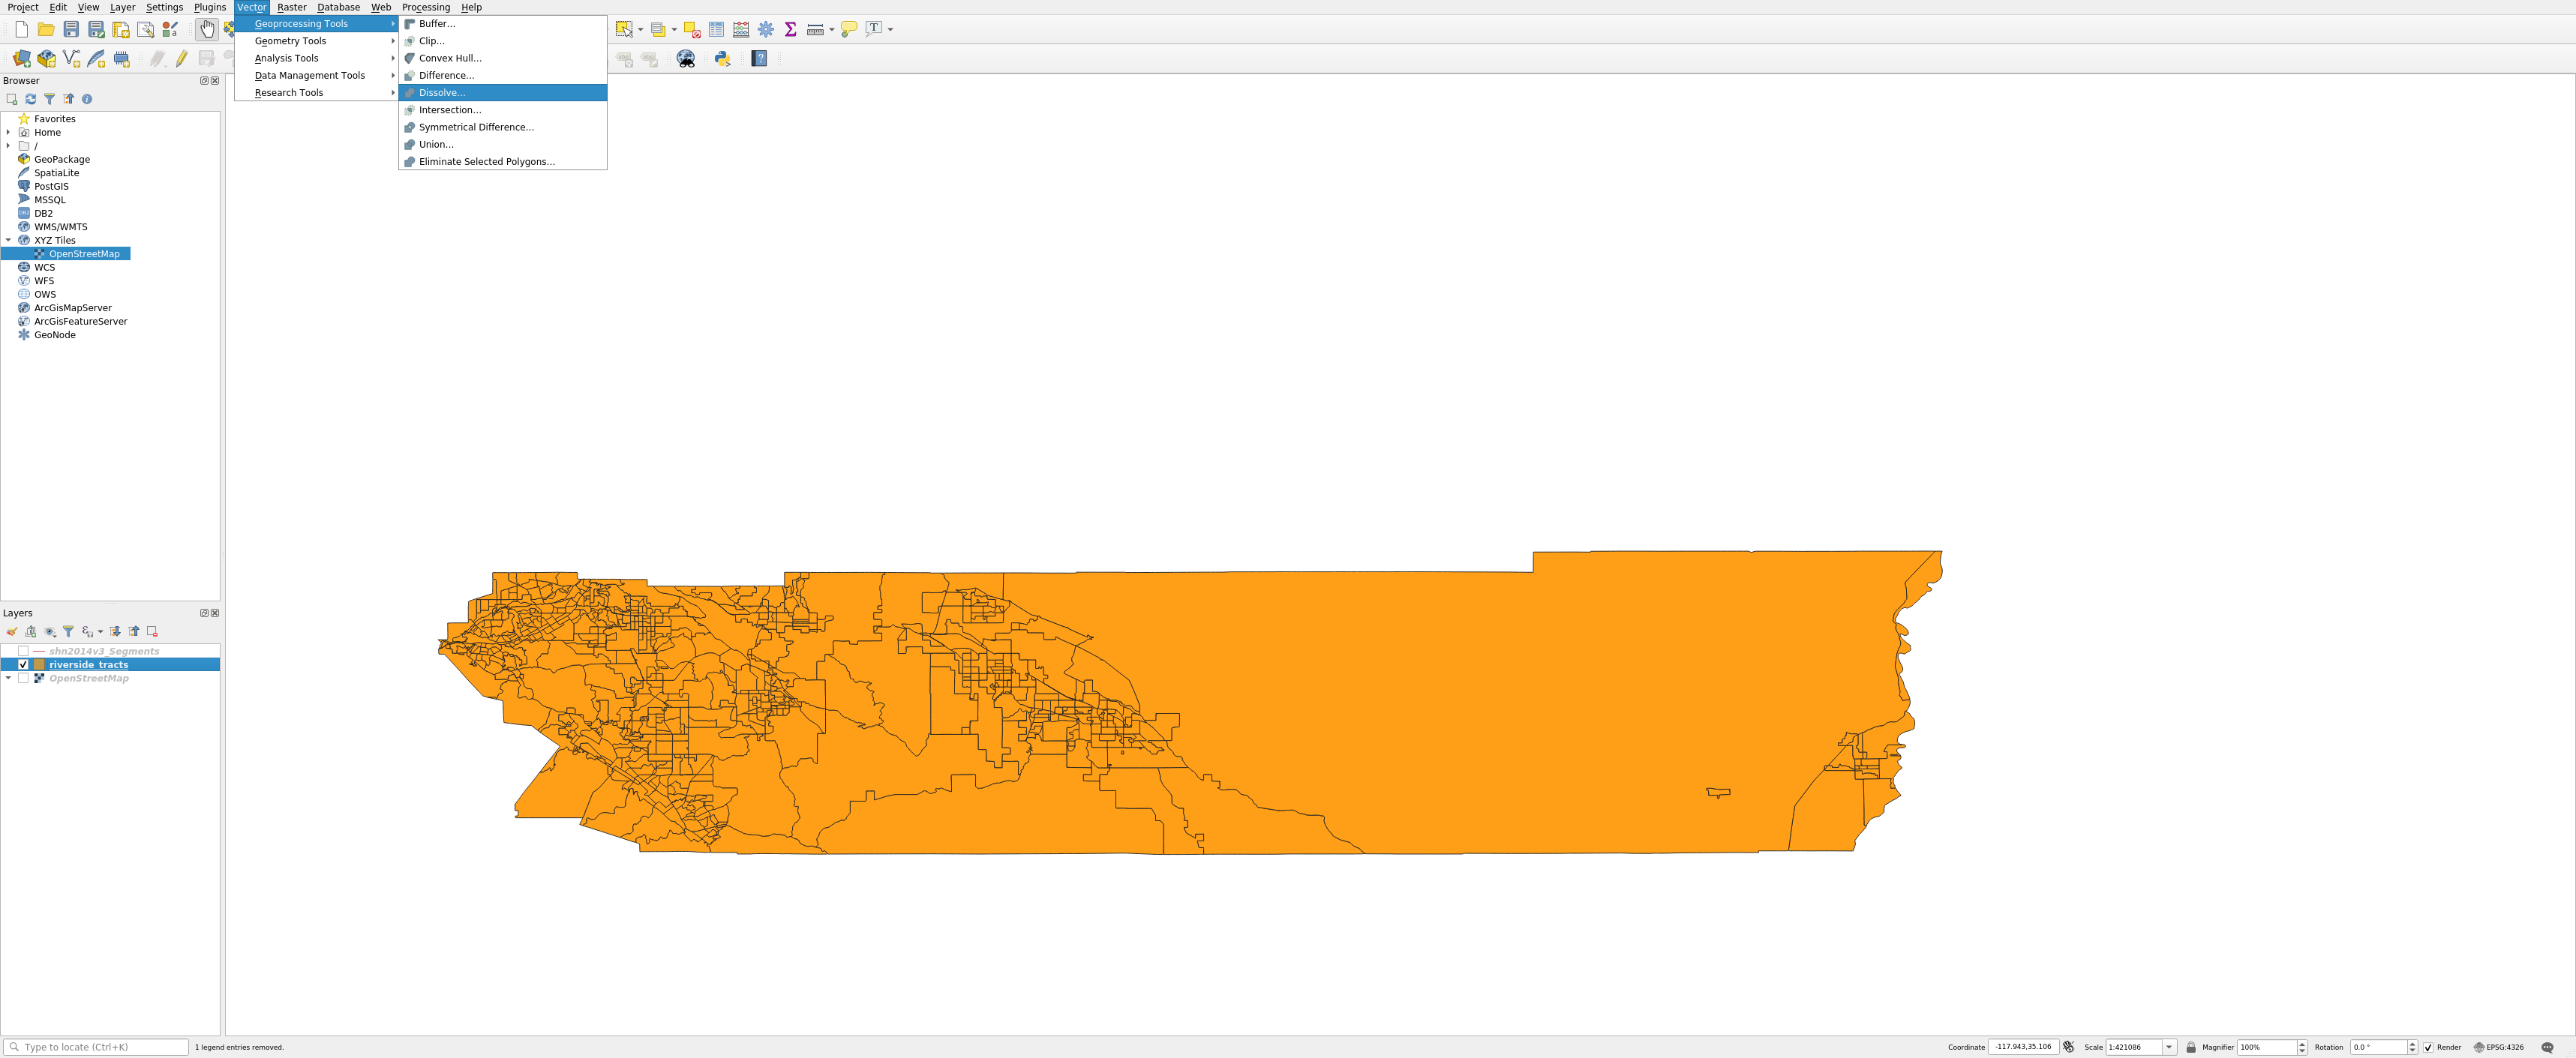 Project Edit View Layer Settings Plugins Vector Raster Database Web Processing Help
Geoprocessing Tools
Geometry Tools
Analysis Tools
Data Management Tools
Research Tools
Buffer...
Clip...
Convex Hull...
Difference...
Dissolve...
Intersection...
Symmetrical Difference...
Union...
Eliminate Selected Polygons...
Browser
Favorites
Home
/
GeoPackage
SpatiaLite
PostGIS
MSSQL
DB2
WMS/WMTS
XYZ Tiles
OpenStreetMap
WCS
WFS
OWS
ArcGisMapServer
ArcGisFeatureServer
GeoNode
Layers
shn2014v3_Segments
riverside_tracts
OpenStreetMap
Type to locate (Ctrl+K) 1 legend entries removed. Coordinate -117.943,35.106 Scale 1:421086 Magnifier 100% Rotation 0.0 ° Render EPSG:4326